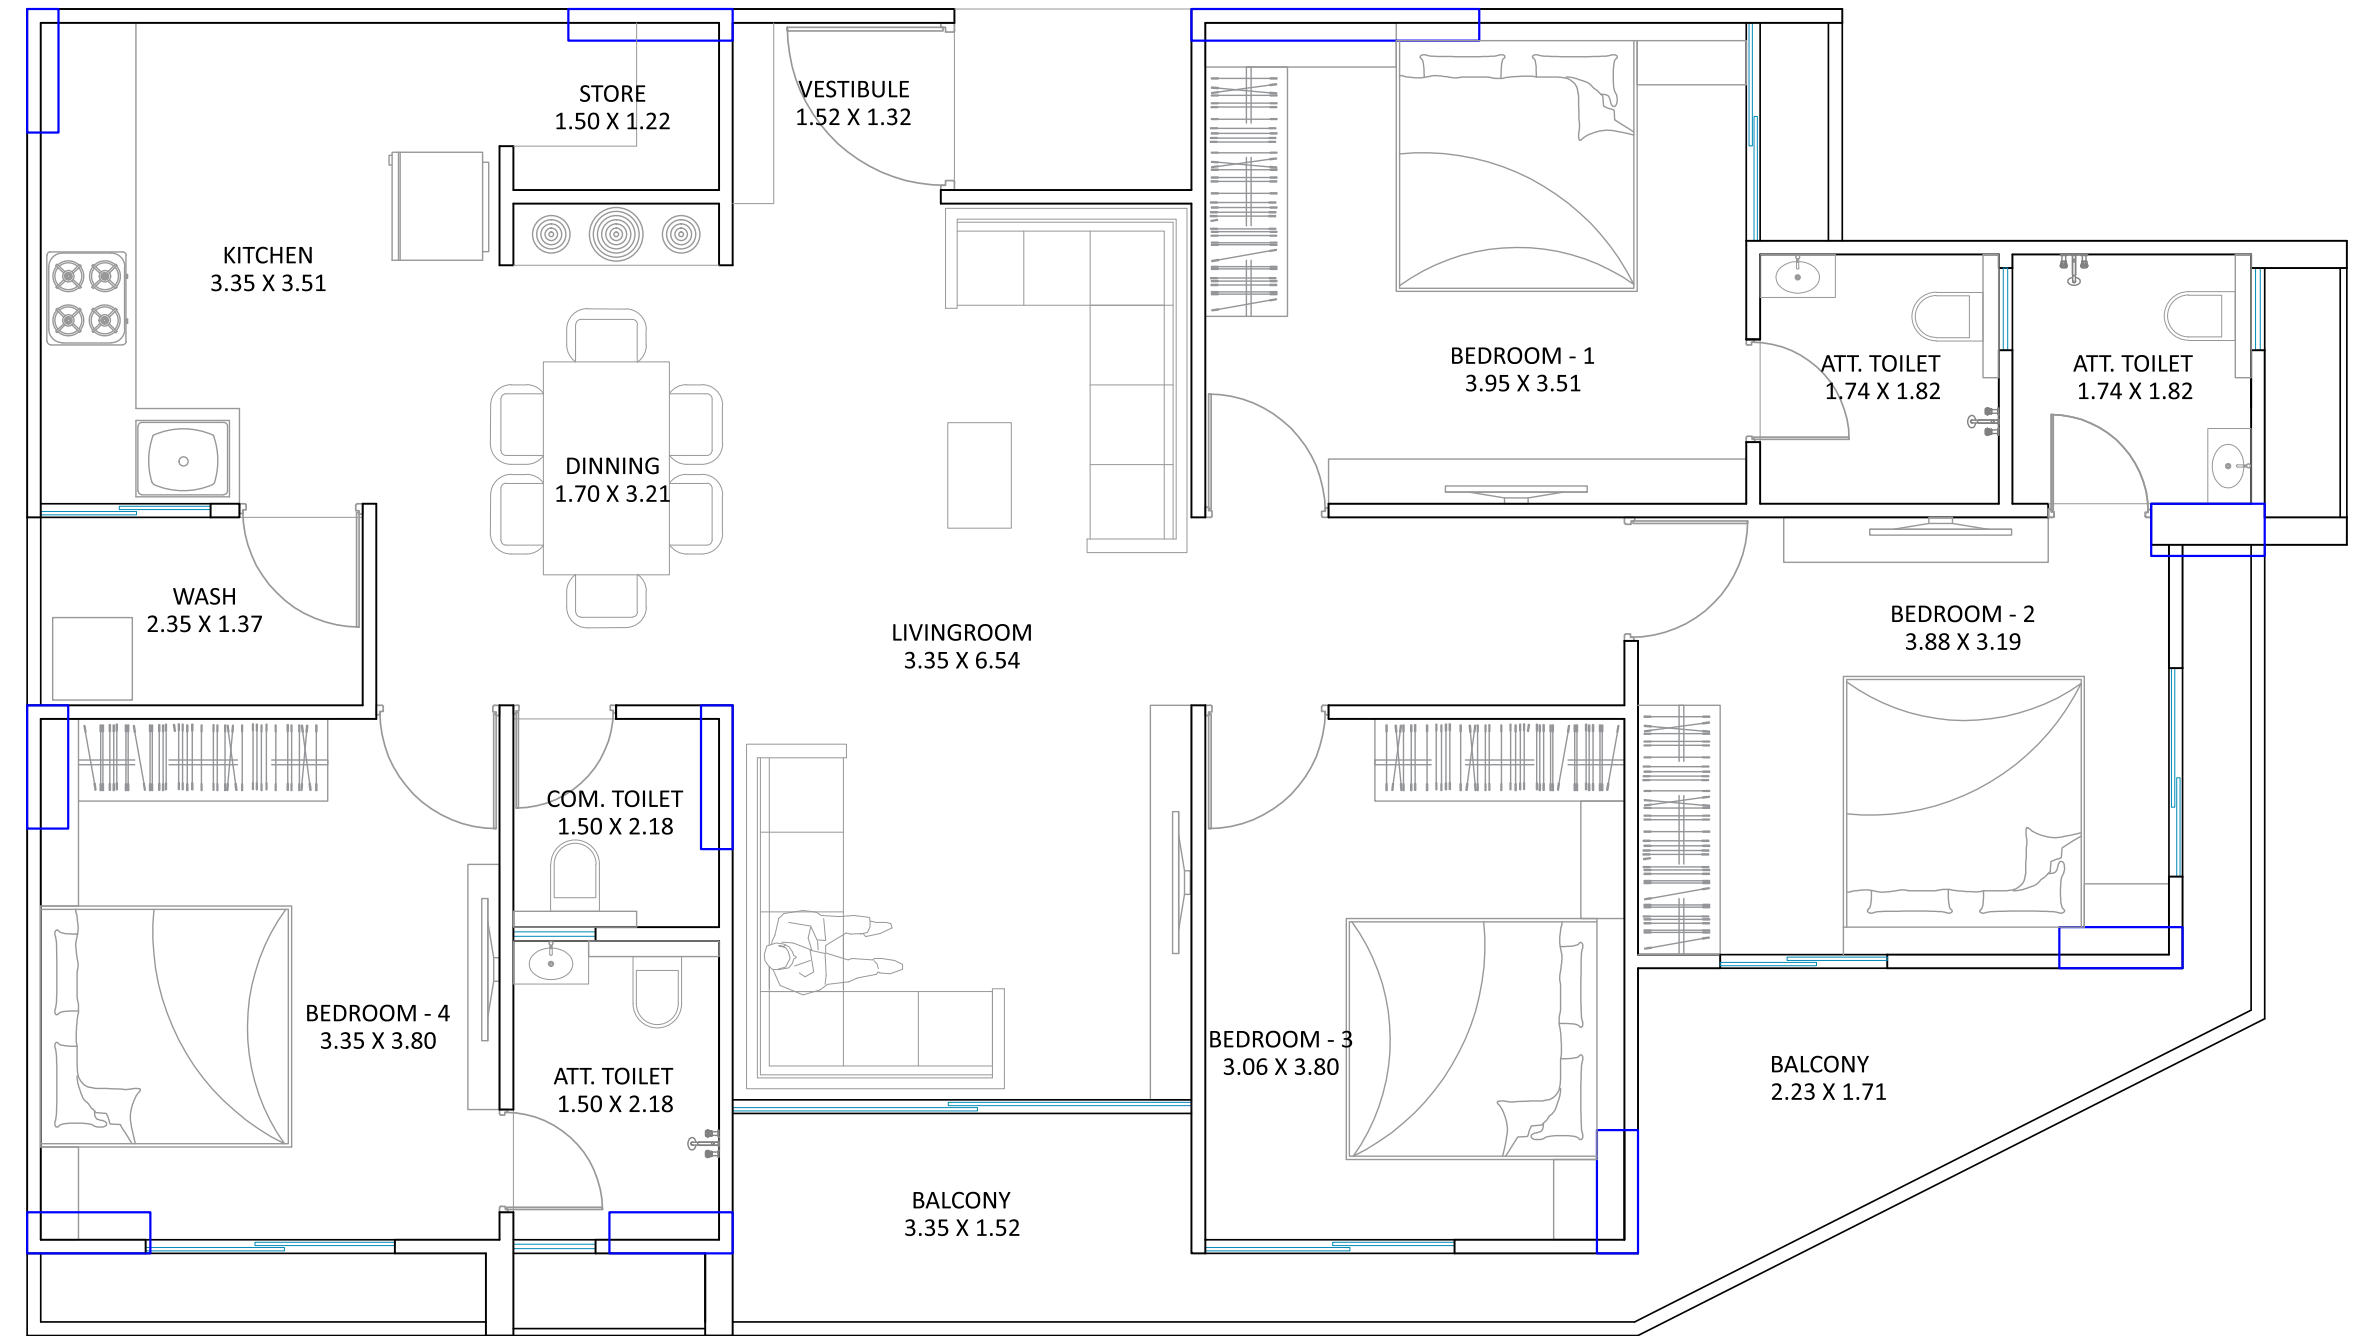 STORE
1.50 X 1.22
VESTIBULE
1.52 X 1.32
KITCHEN
3.35 X 3.51
BEDROOM - 1
3.95 X 3.51
ATT. TOILET
1.74 X 1.82
ATT. TOILET
1.74 X 1.82
DINNING
1.70 X 3.21
WASH
2.35 X 1.37
LIVINGROOM
3.35 X 6.54
BEDROOM - 2
3.88 X 3.19
COM. TOILET
1.50 X 2.18
BEDROOM - 4
3.35 X 3.80
BEDROOM - 3
3.06 X 3.80
ATT. TOILET
1.50 X 2.18
BALCONY
2.23 X 1.71
BALCONY
3.35 X 1.52